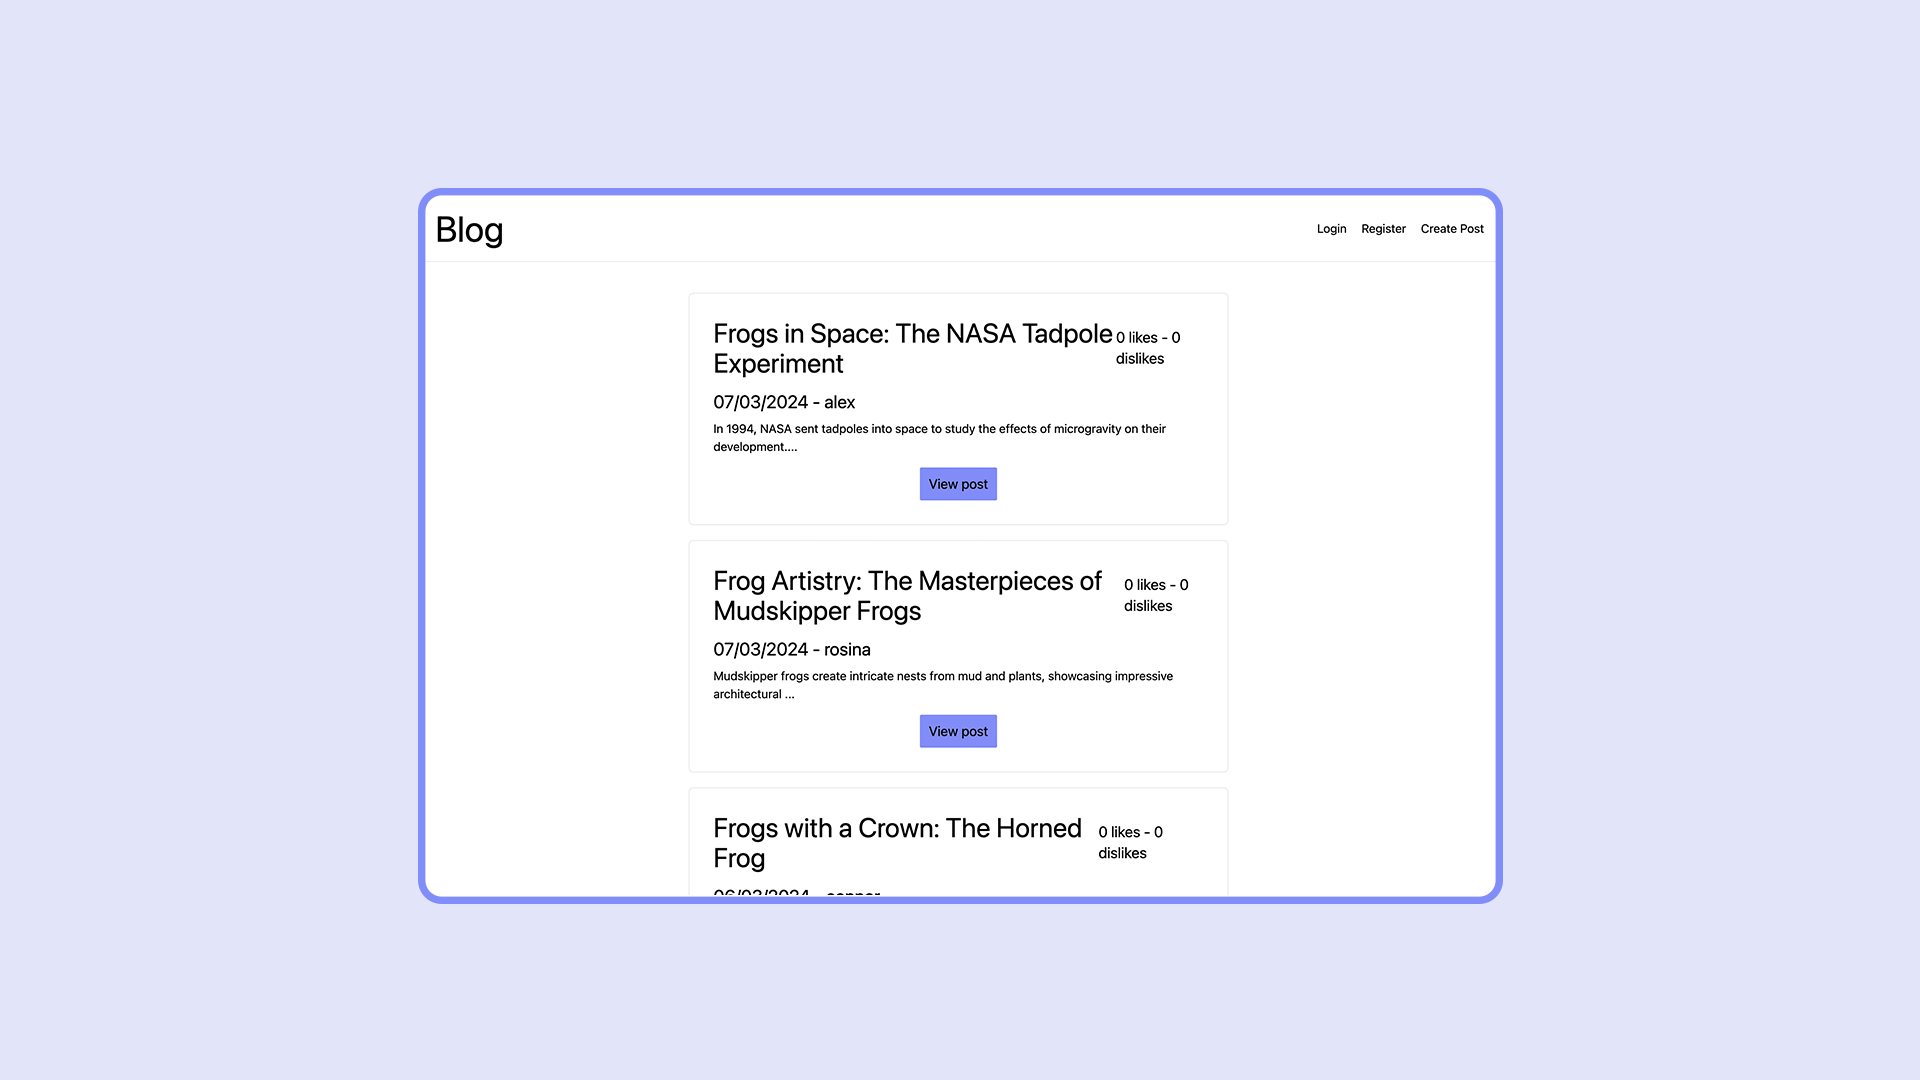 Blog
Login Register Create Post
Frogs in Space: The NASA Tadpole
Experiment
0 likes - 0
dislikes
07/03/2024 - alex
In 1994, NASA sent tadpoles into space to study the effects of microgravity on their
development....
View post
Frog Artistry: The Masterpieces of
Mudskipper Frogs
0 likes - 0
dislikes
07/03/2024 - rosina
Mudskipper frogs create intricate nests from mud and plants, showcasing impressive
architectural ...
View post
Frogs with a Crown: The Horned
Frog
0 likes - 0
dislikes